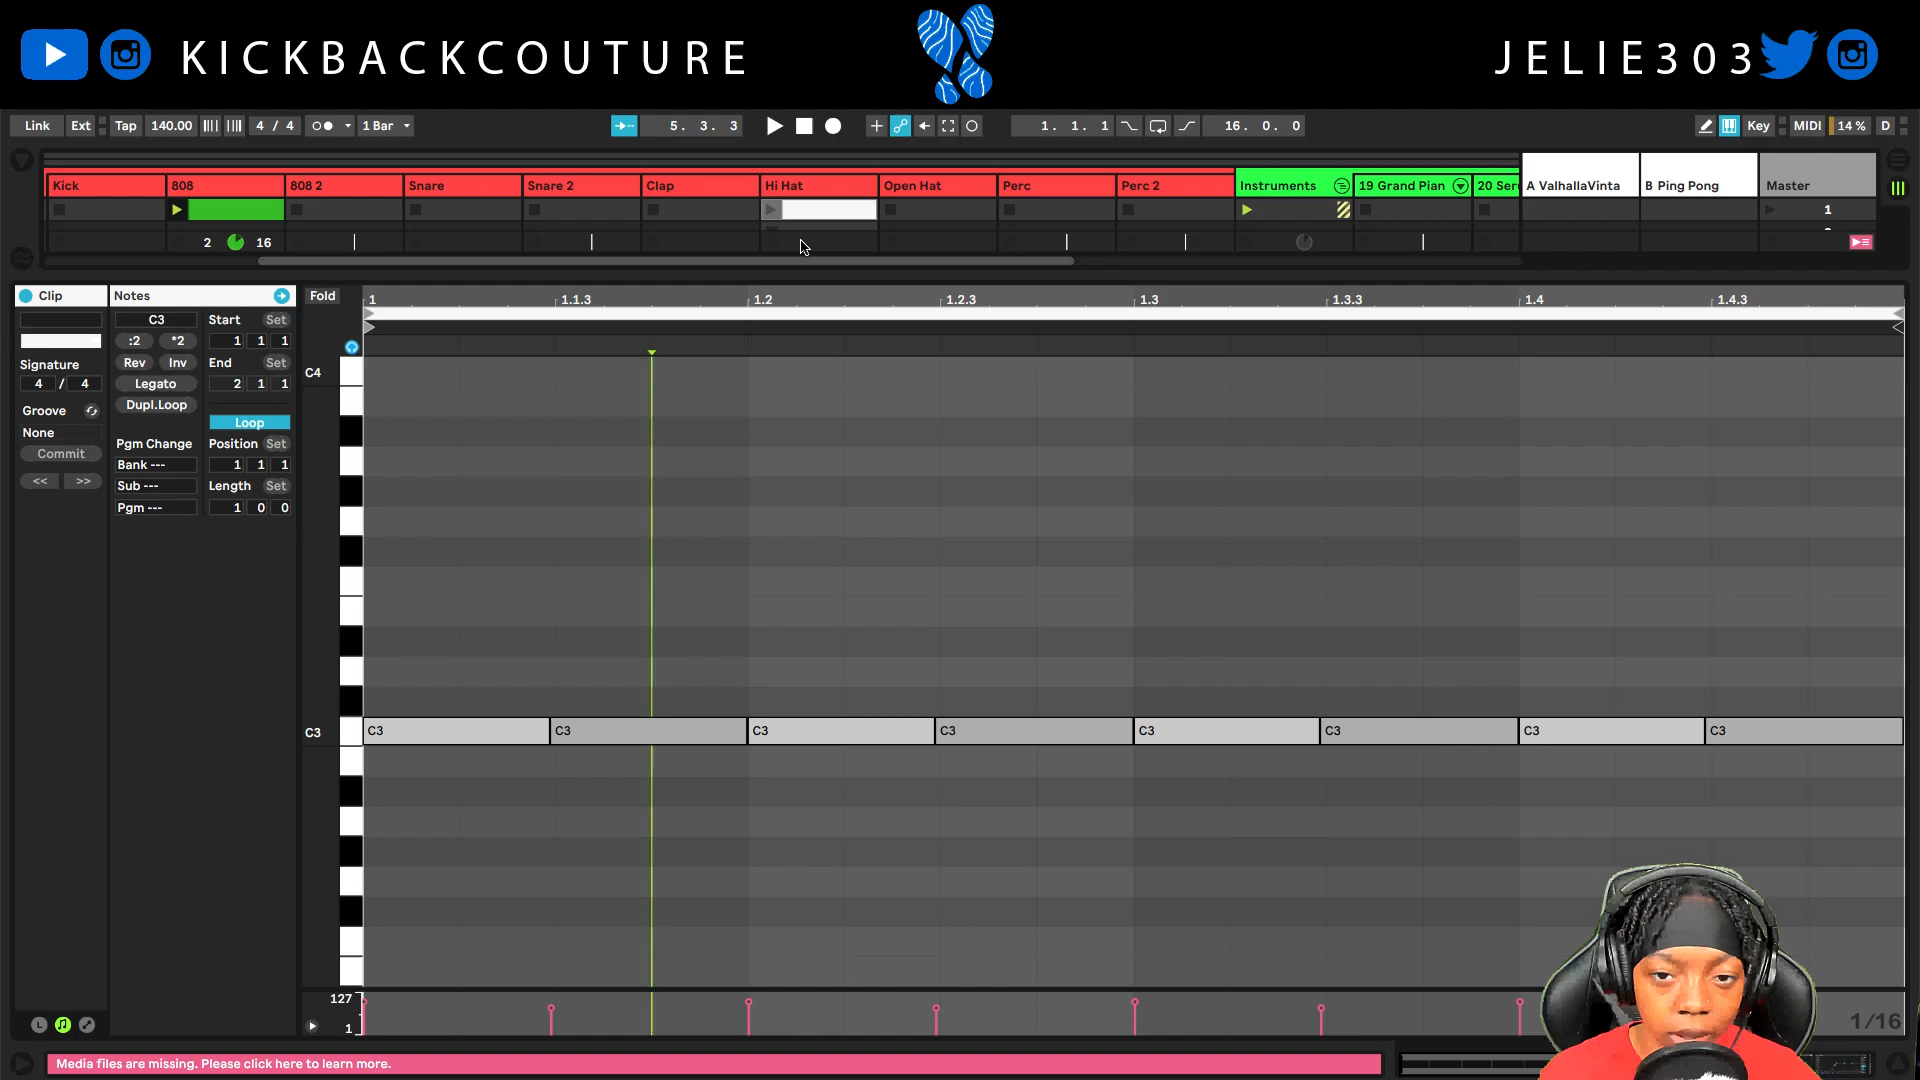 KICKBACKCOUTURE
JELIE303
Link Ext Tap 140.00 4 / 4 1 Bar 5. 3. 3 1. 1. 1 16. 0. 0 Key MIDI 14 % D
Kick 808 808 2 Snare Snare 2 Clap Hi Hat Open Hat Perc Perc 2 Instruments 19 Grand Pian 20 Ser A ValhallaVinta B Ping Pong Master
1
2 16
Clip Notes Fold 1 1.1.3 1.2 1.2.3 1.3 1.3.3 1.4 1.4.3
C3 Start Set
:2 *2 1 1 1
Signature Rev Inv End Set
4 / 4 Legato 2 1 1
C4
Groove Dupl.Loop
None Loop
Pgm Change Position Set
Commit Bank --- 1 1 1
<< >> Sub --- Length Set
Pgm --- 1 0 0
C3 C3 C3 C3 C3 C3 C3 C3 C3
127
1
1/16
L
Media files are missing. Please click here to learn more.